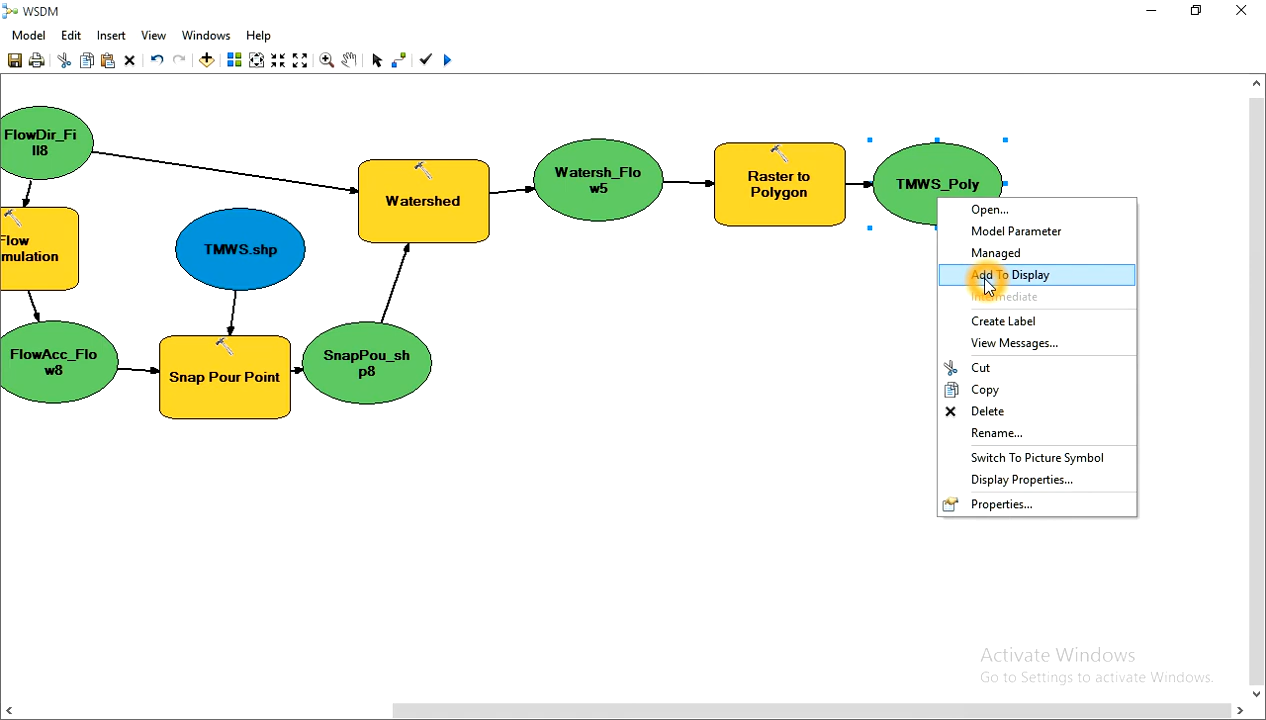 WSDM
Model Edit Insert View Windows Help
FlowDir_Fi
ll8
Flow
mulation
FlowAcc_Flo
w8
TMWS.shp
Snap Pour Point
SnapPou_sh
p8
Watershed
Watersh_Flo
w5
Raster to
Polygon
TMWS_Poly
Open...
Model Parameter
Managed
Add To Display
Intermediate
Create Label
View Messages...
Cut
Copy
Delete
Rename...
Switch To Picture Symbol
Display Properties...
Properties...
Activate Windows
Go to Settings to activate Windows.